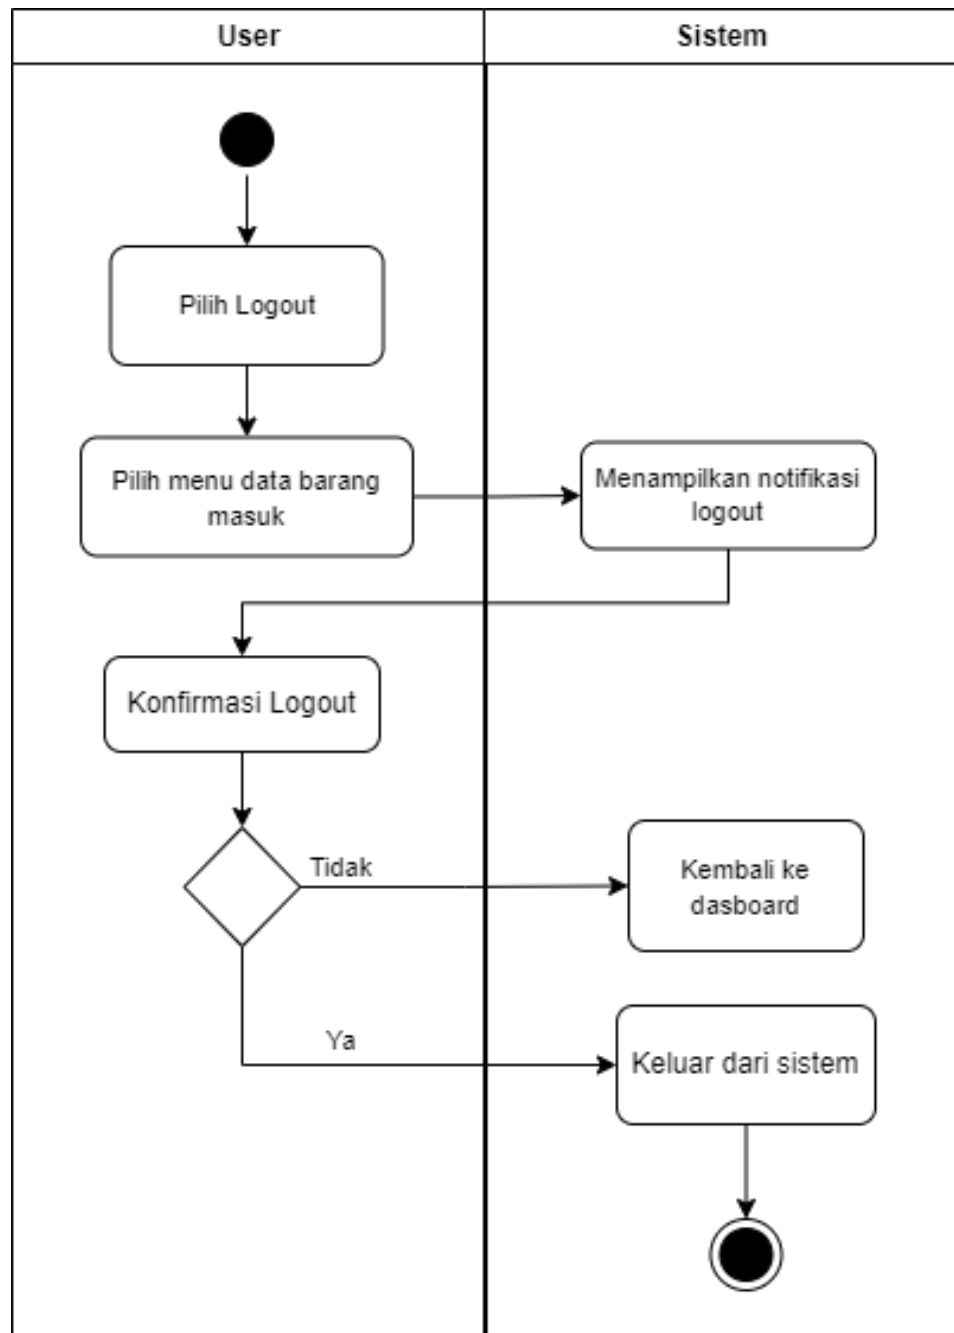 User
Sistem
Pilih Logout
Pilih menu data barang
masuk
Menampilkan notifikasi
logout
Konfirmasi Logout
Tidak
Kembali ke
dasboard
Ya
Keluar dari sistem